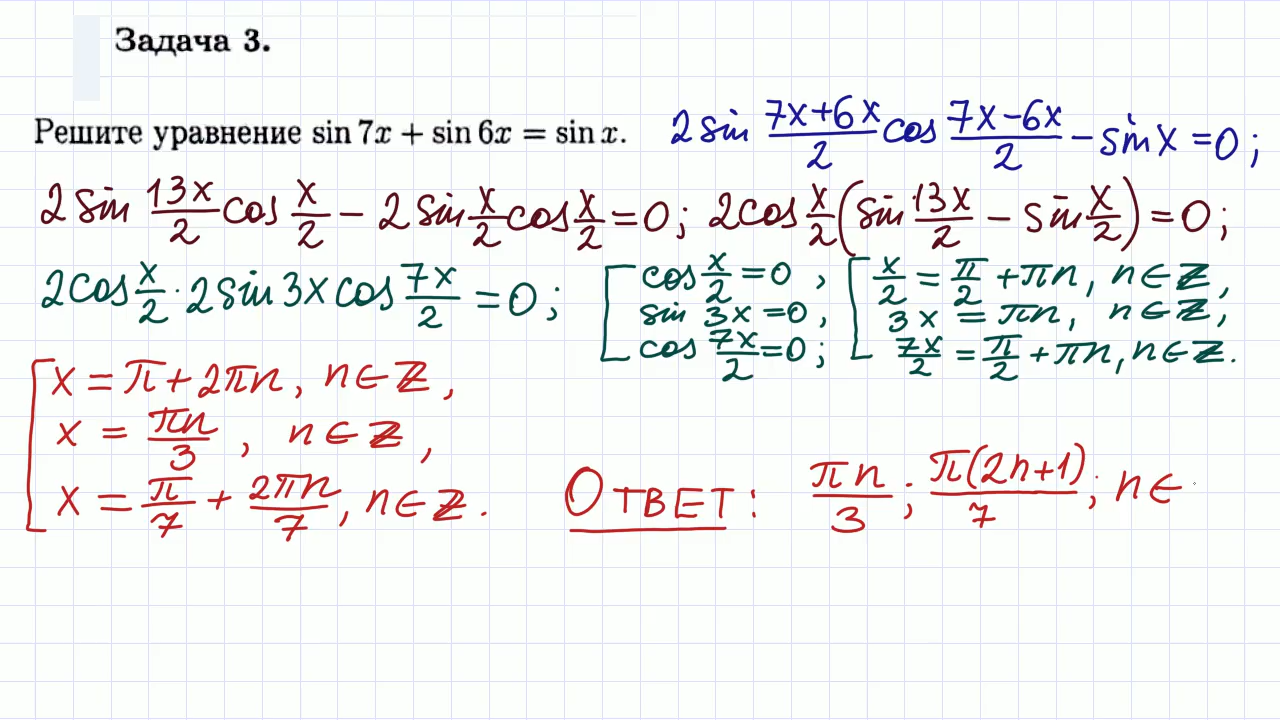 Задача 3.
Решите уравнение sin 7x + sin 6x = sin x. 2 sin (7x+6x)/2 cos (7x−6x)/2 − sin x = 0;
2 sin 13x/2 cos x/2 − 2 sin x/2 cos x/2 = 0; 2cos x/2 (sin 13x/2 − sin x/2) = 0;
2cos x/2 · 2 sin 3x cos 7x/2 = 0; [ cos x/2 = 0, [ x/2 = π/2 + πn, n ∈ ℤ,
sin 3x = 0, 3x = πn, n ∈ ℤ,
cos 7x/2 = 0; 7x/2 = π/2 + πn, n ∈ ℤ.
[ x = π + 2πn, n ∈ ℤ,
x = πn/3, n ∈ ℤ,
x = π/7 + 2πn/7, n ∈ ℤ. Ответ: πn/3; π(2n+1)/7; n ∈